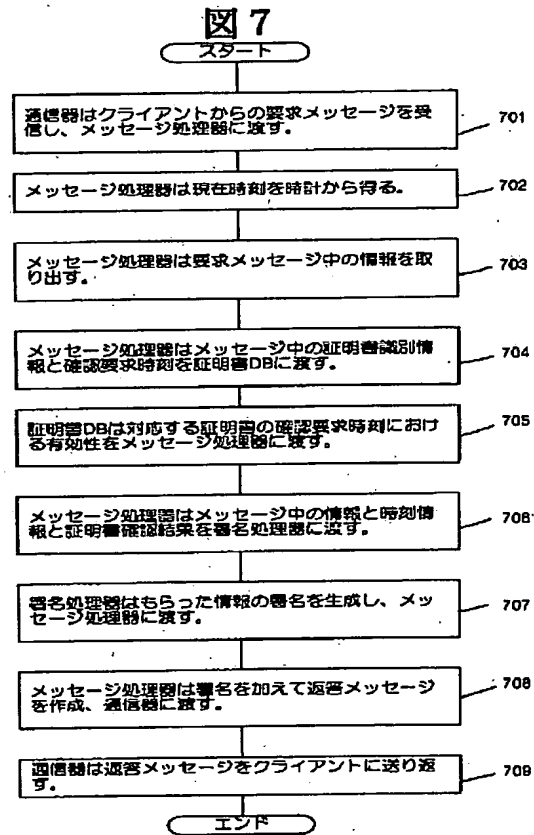 図7
スタート
通信器はクライアントからの要求メッセージを受
信し、メッセージ処理器に渡す。
701
メッセージ処理器は現在時刻を時計から得る。
702
メッセージ処理器は要求メッセージ中の情報を取
り出す。
703
メッセージ処理器はメッセージ中の証明書識別情
報と確認要求時刻を証明書DBに渡す。
704
証明書DBは対応する証明書の確認要求時刻におけ
る有効性をメッセージ処理器に渡す。
705
メッセージ処理器はメッセージ中の情報と時刻情
報と証明書確認結果を署名処理器に渡す。
706
署名処理器はもらった情報の署名を生成し、メッ
セージ処理器に渡す。
707
メッセージ処理器は署名を加えて返答メッセージ
を作成、通信器に渡す。
708
通信器は返答メッセージをクライアントに送り返
す。
709
エンド